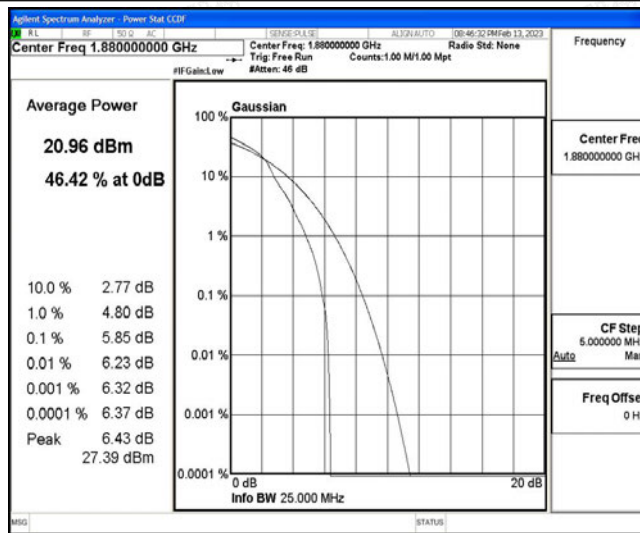 Agilent Spectrum Analyzer - Power Stat CCDF
RL RF 50 Ω AC SENSE:PULSE ALIGN AUTO 08:46:32 PM Feb 13, 2023
Center Freq 1.880000000 GHz
Center Freq: 1.880000000 GHz Radio Std: None
Trig: Free Run Counts:1.00 M/1.00 Mpt
#IFGain:Low #Atten: 46 dB
Frequency
Average Power
20.96 dBm
46.42 % at 0dB
10.0 % 2.77 dB
1.0 % 4.80 dB
0.1 % 5.85 dB
0.01 % 6.23 dB
0.001 % 6.32 dB
0.0001 % 6.37 dB
Peak 6.43 dB
27.39 dBm
Gaussian
100 %
10 %
1 %
0.1 %
0.01 %
0.001 %
0.0001 %
0 dB 20 dB
Info BW 25.000 MHz
Center Fre
1.880000000 GH
CF Step
5.000000 MH
Auto Ma
Freq Offse
0 H
MSG STATUS